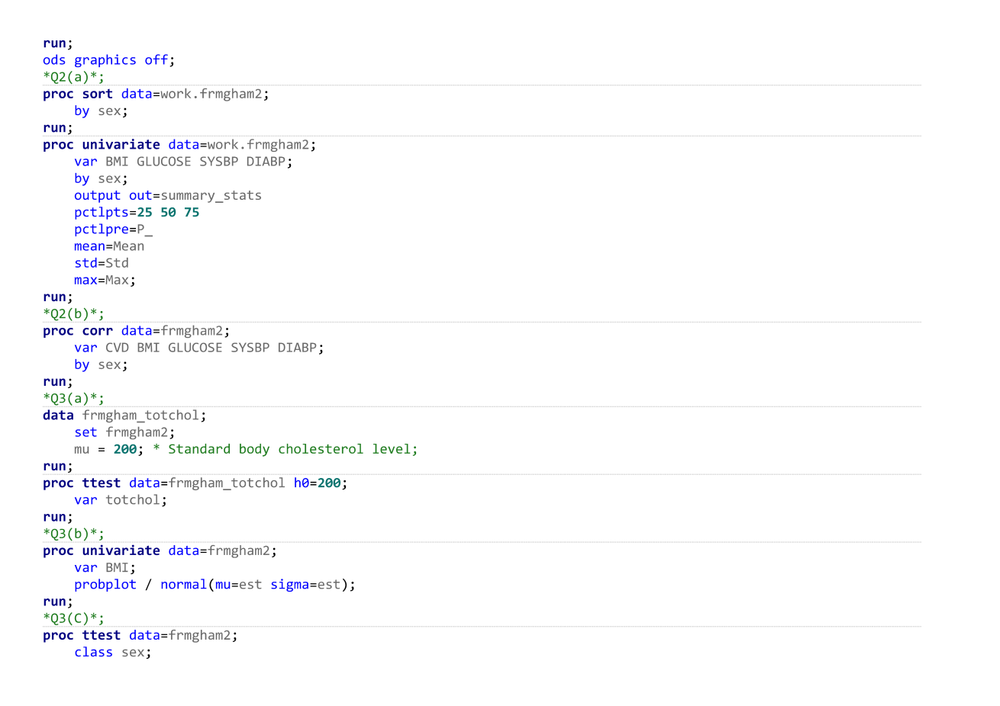 run;
ods graphics off;
*Q2(a)*;
proc sort data=work.frmgham2;
    by sex;
run;
proc univariate data=work.frmgham2;
    var BMI GLUCOSE SYSBP DIABP;
    by sex;
    output out=summary_stats
    pctlpts=25 50 75
    pctlpre=P_
    mean=Mean
    std=Std
    max=Max;
run;
*Q2(b)*;
proc corr data=frmgham2;
    var CVD BMI GLUCOSE SYSBP DIABP;
    by sex;
run;
*Q3(a)*;
data frmgham_totchol;
    set frmgham2;
    mu = 200; * Standard body cholesterol level;
run;
proc ttest data=frmgham_totchol h0=200;
    var totchol;
run;
*Q3(b)*;
proc univariate data=frmgham2;
    var BMI;
    probplot / normal(mu=est sigma=est);
run;
*Q3(C)*;
proc ttest data=frmgham2;
    class sex;